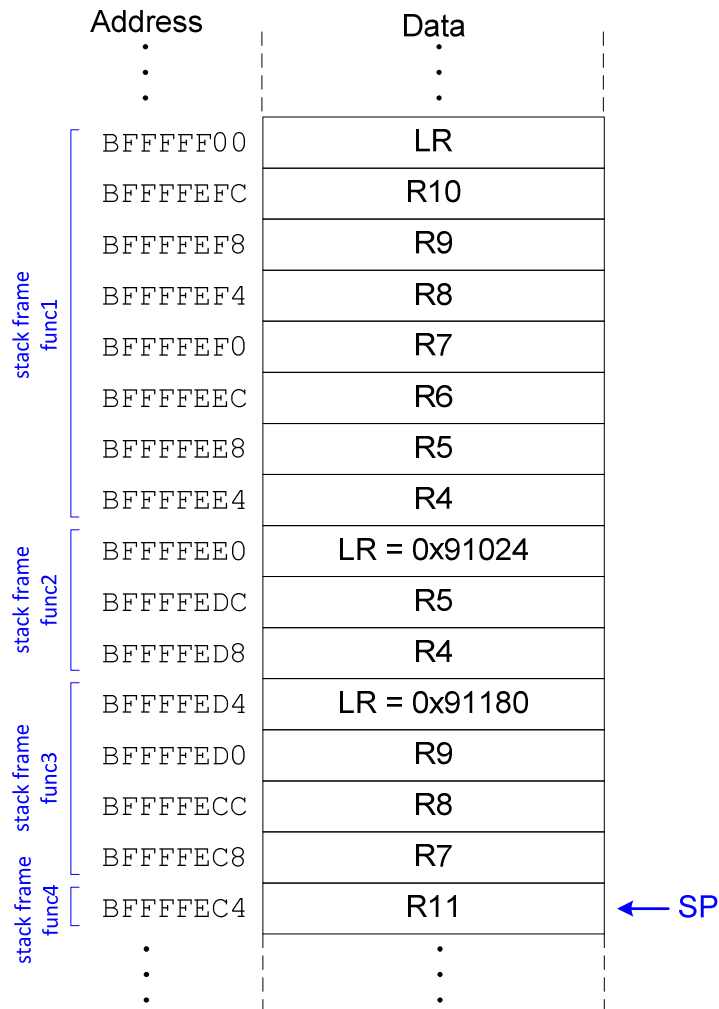 Address Data
BFFFFF00 LR
BFFFFEFC R10
BFFFFEF8 R9
BFFFFEF4 R8
BFFFFEF0 R7
BFFFFEEC R6
BFFFFEE8 R5
BFFFFEE4 R4
stack frame
func1
BFFFFEE0 LR = 0x91024
BFFFFEDC R5
BFFFFED8 R4
stack frame
func2
BFFFFED4 LR = 0x91180
BFFFFED0 R9
BFFFFECC R8
BFFFFEC8 R7
stack frame
func3
BFFFFEC4 R11 SP
stack frame
func4